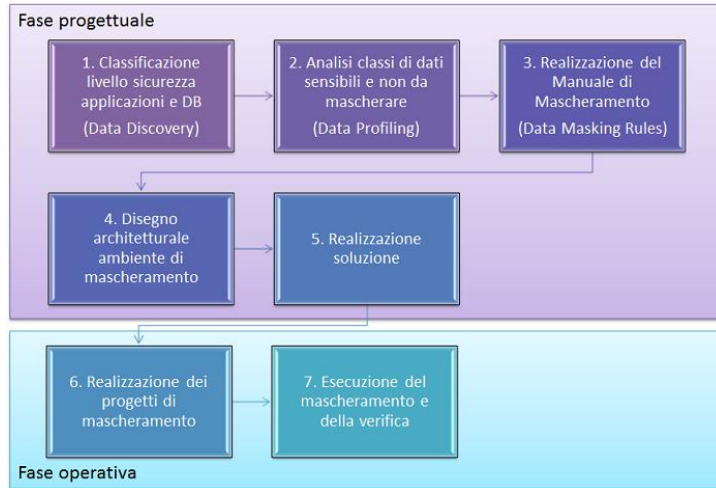 Fase progettuale
1. Classificazione
livello sicurezza
applicazioni e DB
(Data Discovery)
2. Analisi classi di dati
sensibili e non da
mascherare
(Data Profiling)
3. Realizzazione del
Manuale di
Mascheramento
(Data Masking Rules)
4. Disegno
architetturale
ambiente di
mascheramento
5. Realizzazione
soluzione
6. Realizzazione dei
progetti di
mascheramento
7. Esecuzione del
mascheramento e
della verifica
Fase operativa